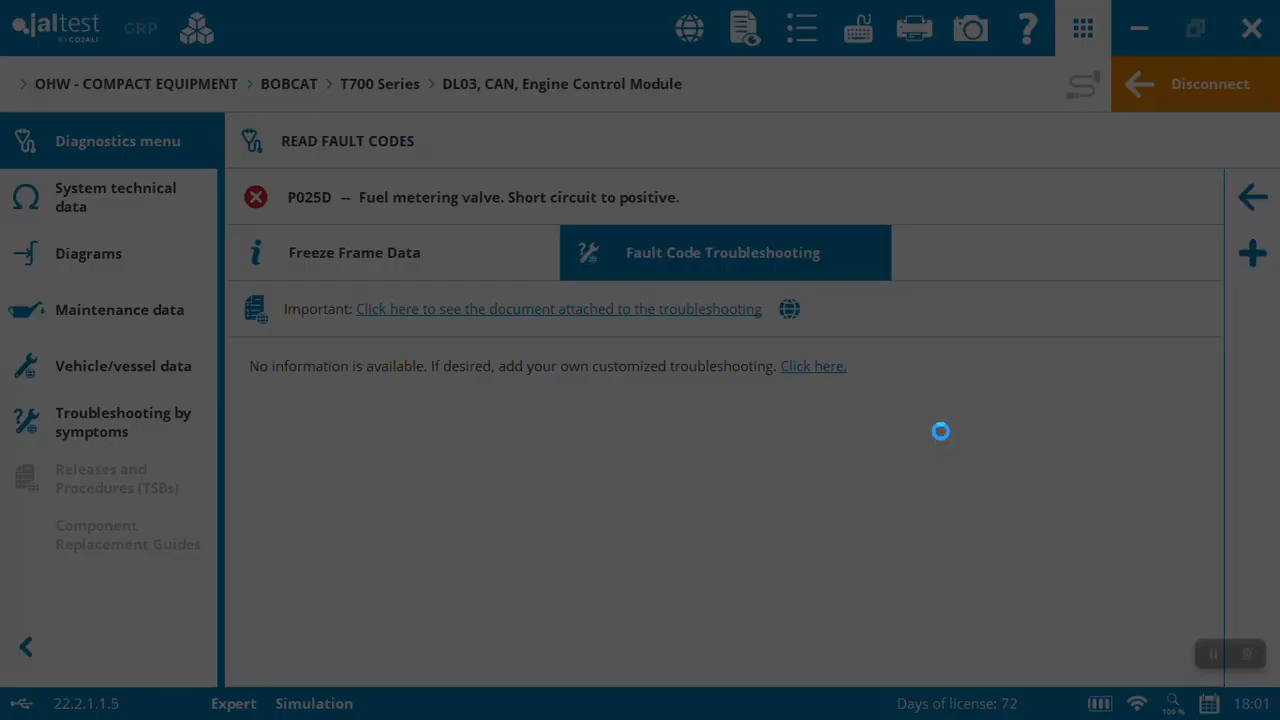 jaltest
BY COJALI
GRP
OHW - COMPACT EQUIPMENT > BOBCAT > T700 Series > DL03, CAN, Engine Control Module
Disconnect
Diagnostics menu
READ FAULT CODES
System technical
data
P025D -- Fuel metering valve. Short circuit to positive.
Diagrams
Freeze Frame Data
Fault Code Troubleshooting
Maintenance data
Important: Click here to see the document attached to the troubleshooting
Vehicle/vessel data
No information is available. If desired, add your own customized troubleshooting. Click here.
Troubleshooting by
symptoms
Releases and
Procedures (TSBs)
Component
Replacement Guides
22.2.1.1.5
Expert
Simulation
Days of license: 72
100 %
18:01